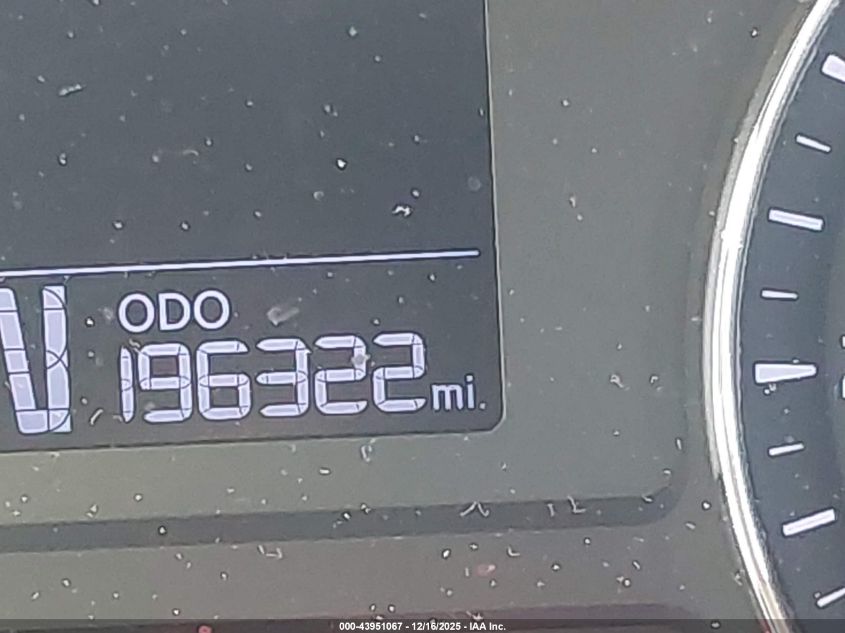 ODO
196322 mi.
000-43951067 - 12/16/2025 - IAA Inc.